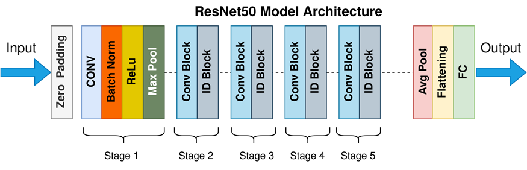 ResNet50 Model Architecture
Input
Zero Padding
CONV
Batch Norm
ReLu
Max Pool
Conv Block
ID Block
Conv Block
ID Block
Conv Block
ID Block
Conv Block
ID Block
Avg Pool
Flattening
FC
Output
Stage 1
Stage 2
Stage 3
Stage 4
Stage 5